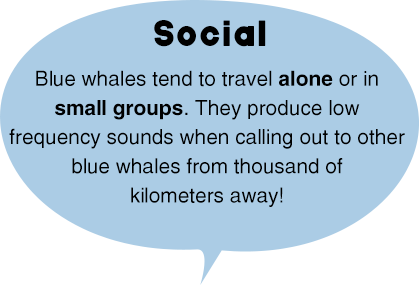 Social
Blue whales tend to travel alone or in
small groups. They produce low
frequency sounds when calling out to other
blue whales from thousand of
kilometers away!